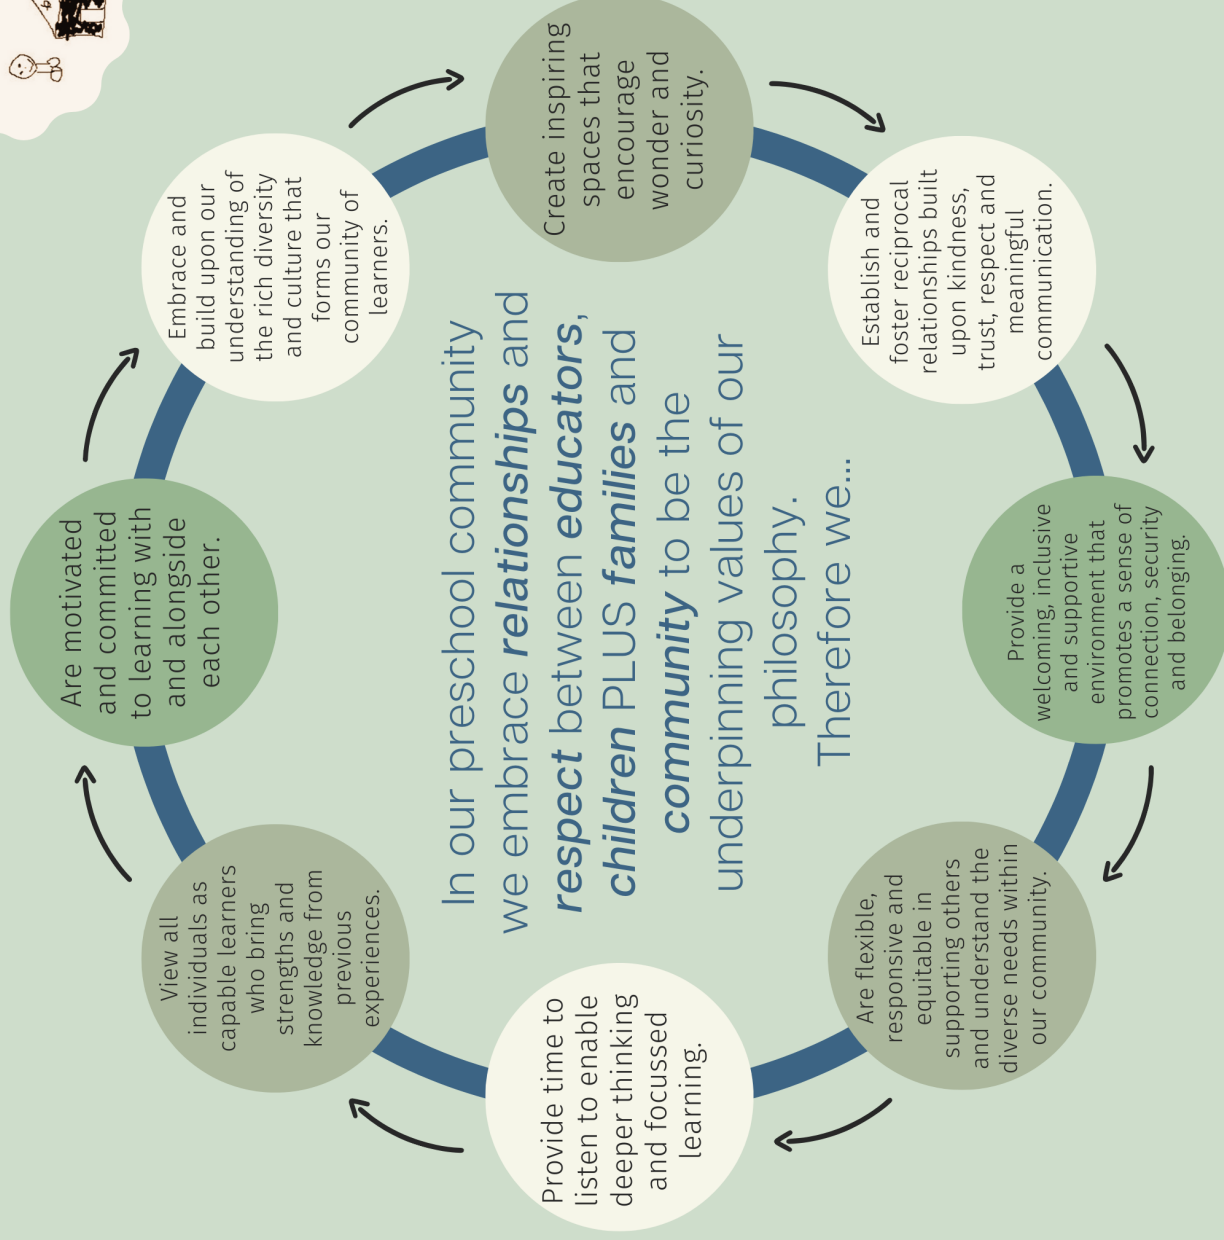 In our preschool community
we embrace relationships and
respect between educators,
children PLUS families and
community to be the
underpinning values of our
philosophy.
Therefore we...
Are motivated
and committed
to learning with
and alongside
each other.
Embrace and
build upon our
understanding of
the rich diversity
and culture that
forms our
community of
learners.
Create inspiring
spaces that
encourage
wonder and
curiosity.
Establish and
foster reciprocal
relationships built
upon kindness,
trust, respect and
meaningful
communication.
Provide a
welcoming, inclusive
and supportive
environment that
promotes a sense of
connection, security
and belonging.
Are flexible,
responsive and
equitable in
supporting others
and understand the
diverse needs within
our community.
Provide time to
listen to enable
deeper thinking
and focussed
learning.
View all
individuals as
capable learners
who bring
strengths and
knowledge from
previous
experiences.